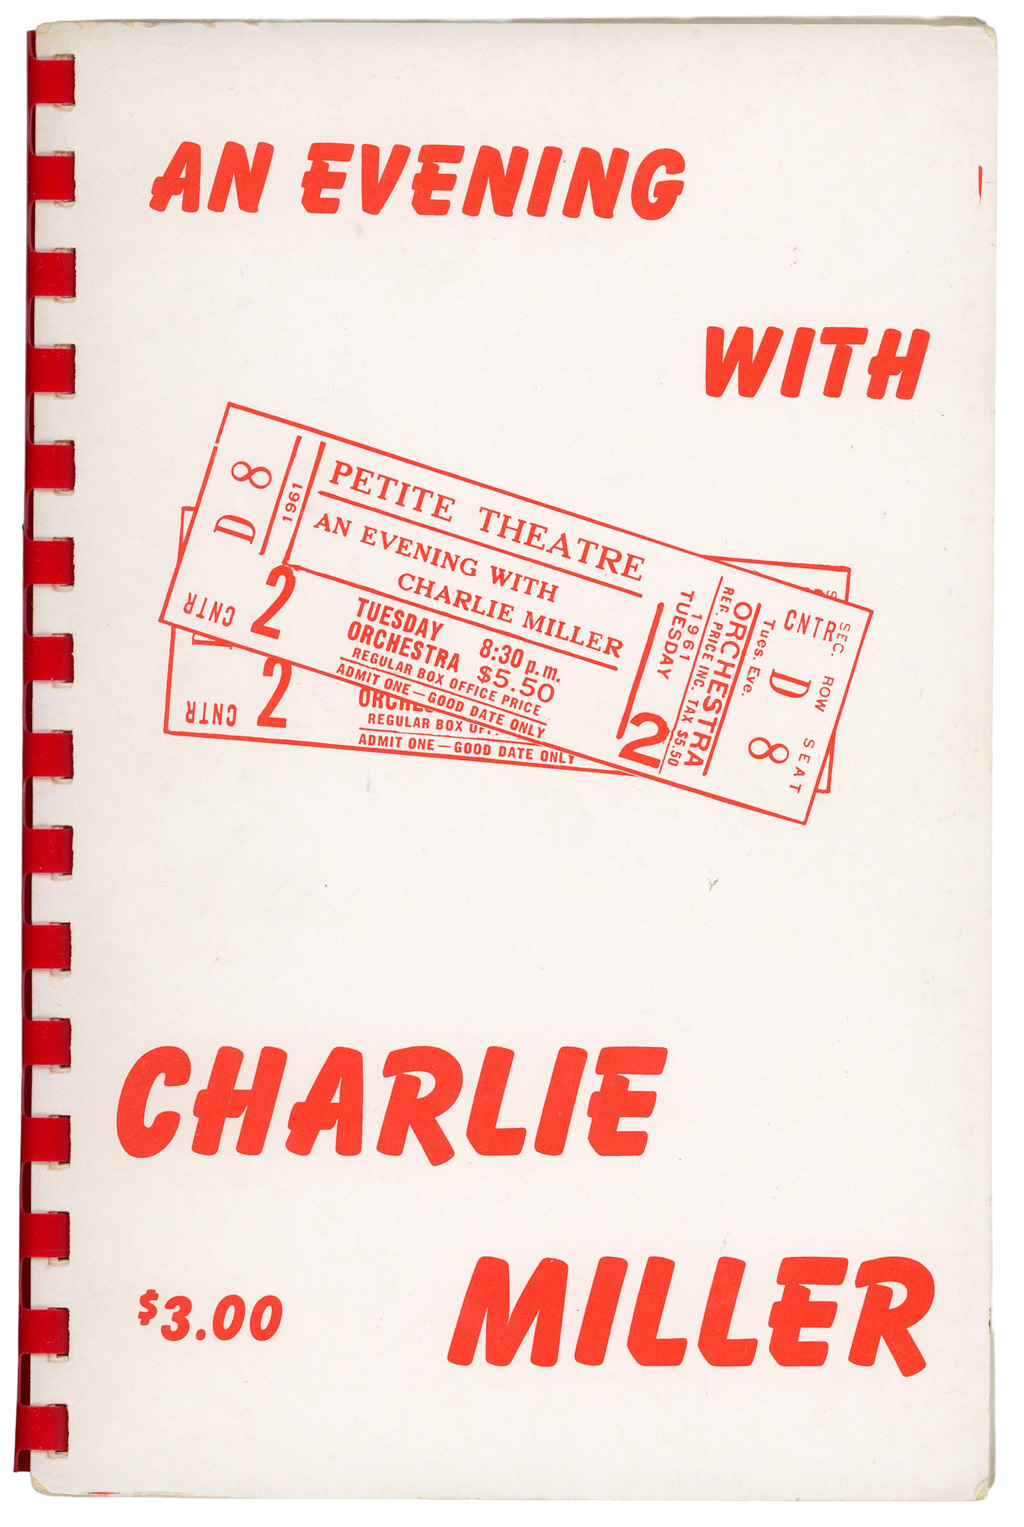 AN EVENING
WITH
CNTR
D 8
1961
2
PETITE THEATRE
AN EVENING WITH
CHARLIE MILLER
TUESDAY 8:30 p.m.
ORCHESTRA $5.50
REGULAR BOX OFFICE PRICE
ADMIT ONE—GOOD DATE ONLY
2
TUESDAY
1961
REF. PRICE INC. TAX $5.50
ORCHESTRA
Tues. Eve.
CNTR D 8
SEC. ROW SEAT
CNTR
2
REGULAR BOX
ADMIT ONE—GOOD DATE ONLY
CHARLIE
MILLER
$3.00